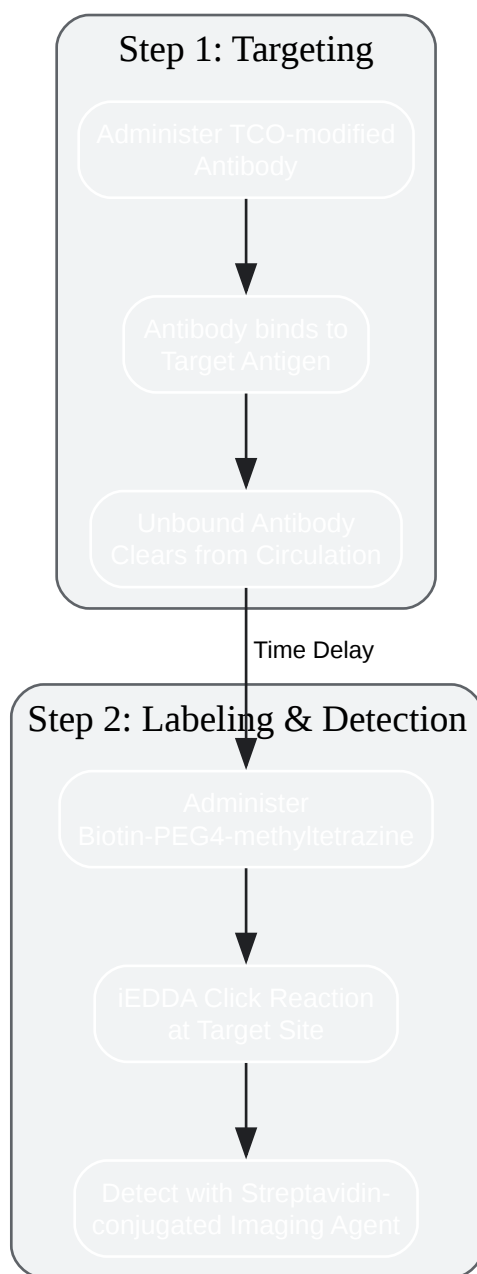 Step 1: Targeting
Administer TCO-modified
Antibody
Antibody binds to
Target Antigen
Unbound Antibody
Clears from Circulation
Time Delay
Step 2: Labeling & Detection
Administer
Biotin-PEG4-methyltetrazine
iEDDA Click Reaction
at Target Site
Detect with Streptavidin-
conjugated Imaging Agent